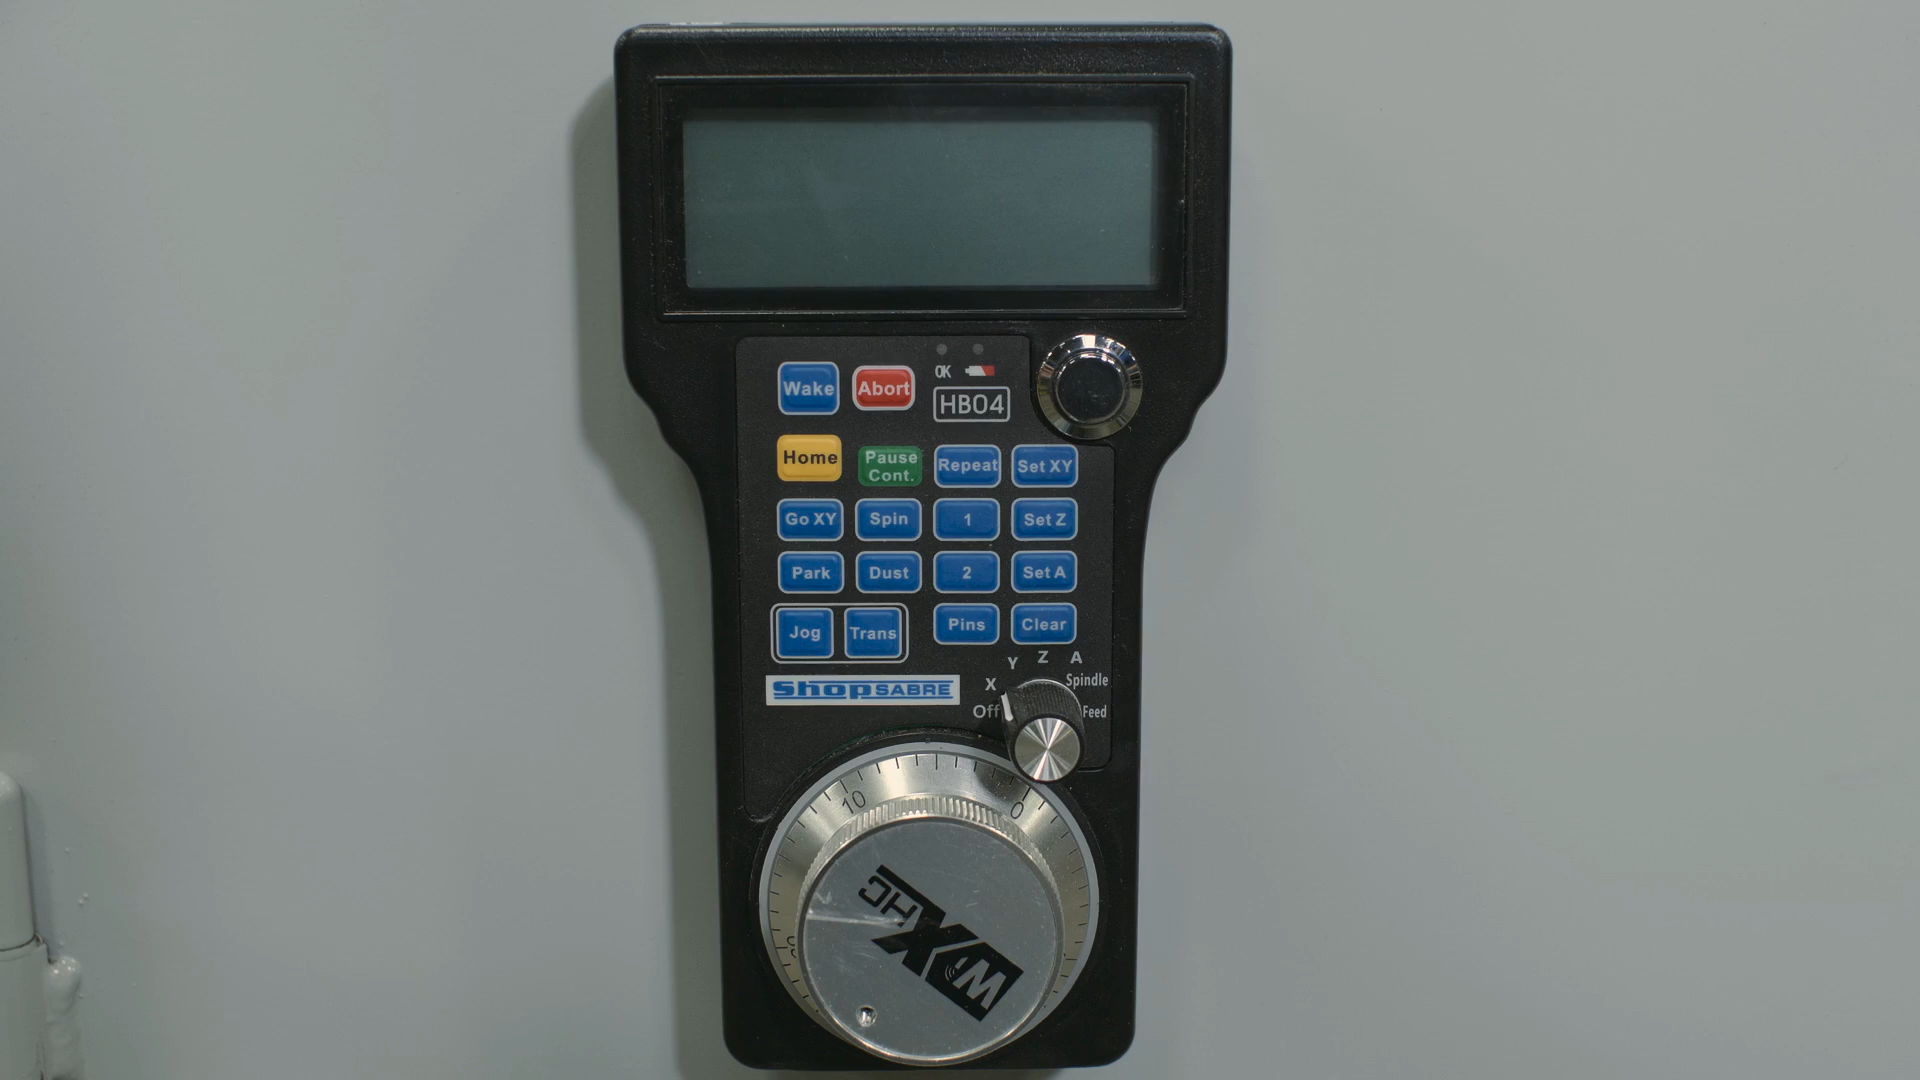 Wake
Abort
OK
HB04
Home
Pause
Cont.
Repeat
Set XY
Go XY
Spin
1
Set Z
Park
Dust
2
Set A
Jog
Trans
Pins
Clear
X
Y
Z
A
Spindle
Off
Feed
ShopSABRE
10
0
WXHC